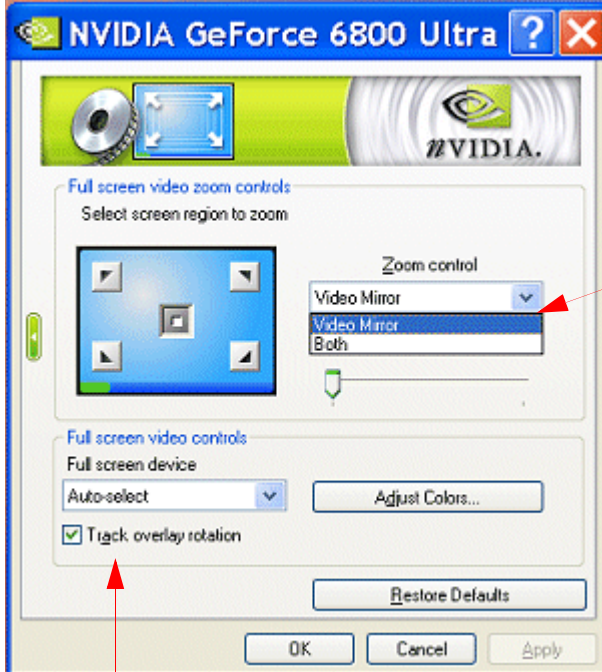 NVIDIA GeForce 6800 Ultra
nVIDIA.
Full screen video zoom controls
Select screen region to zoom
Zoom control
Video Mirror
Video Mirror
Both
Full screen video controls
Full screen device
Auto-select
Adjust Colors...
Track overlay rotation
Restore Defaults
OK
Cancel
Apply